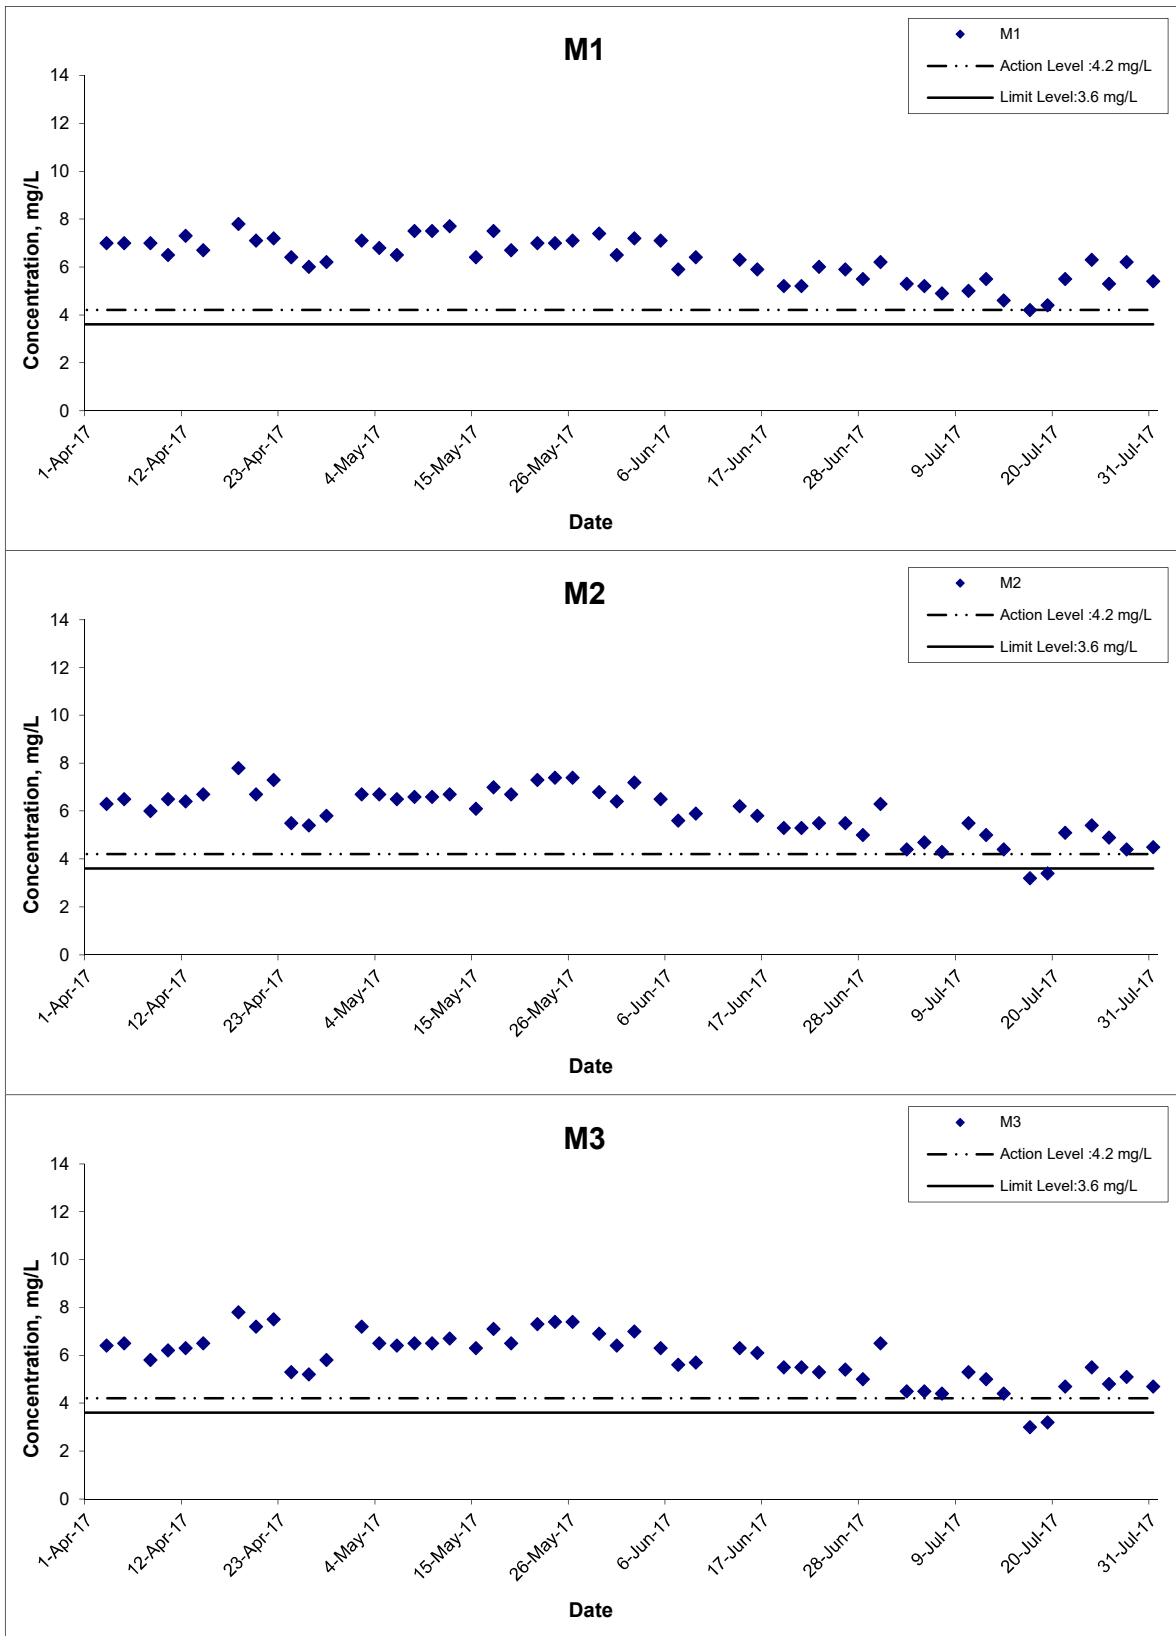 M1
M1
Action Level :4.2 mg/L
Limit Level:3.6 mg/L
Concentration, mg/L
14
12
10
8
6
4
2
0
1-Apr-17
12-Apr-17
23-Apr-17
4-May-17
15-May-17
26-May-17
6-Jun-17
17-Jun-17
28-Jun-17
9-Jul-17
20-Jul-17
31-Jul-17
Date
M2
M2
Action Level :4.2 mg/L
Limit Level:3.6 mg/L
Concentration, mg/L
14
12
10
8
6
4
2
0
1-Apr-17
12-Apr-17
23-Apr-17
4-May-17
15-May-17
26-May-17
6-Jun-17
17-Jun-17
28-Jun-17
9-Jul-17
20-Jul-17
31-Jul-17
Date
M3
M3
Action Level :4.2 mg/L
Limit Level:3.6 mg/L
Concentration, mg/L
14
12
10
8
6
4
2
0
1-Apr-17
12-Apr-17
23-Apr-17
4-May-17
15-May-17
26-May-17
6-Jun-17
17-Jun-17
28-Jun-17
9-Jul-17
20-Jul-17
31-Jul-17
Date